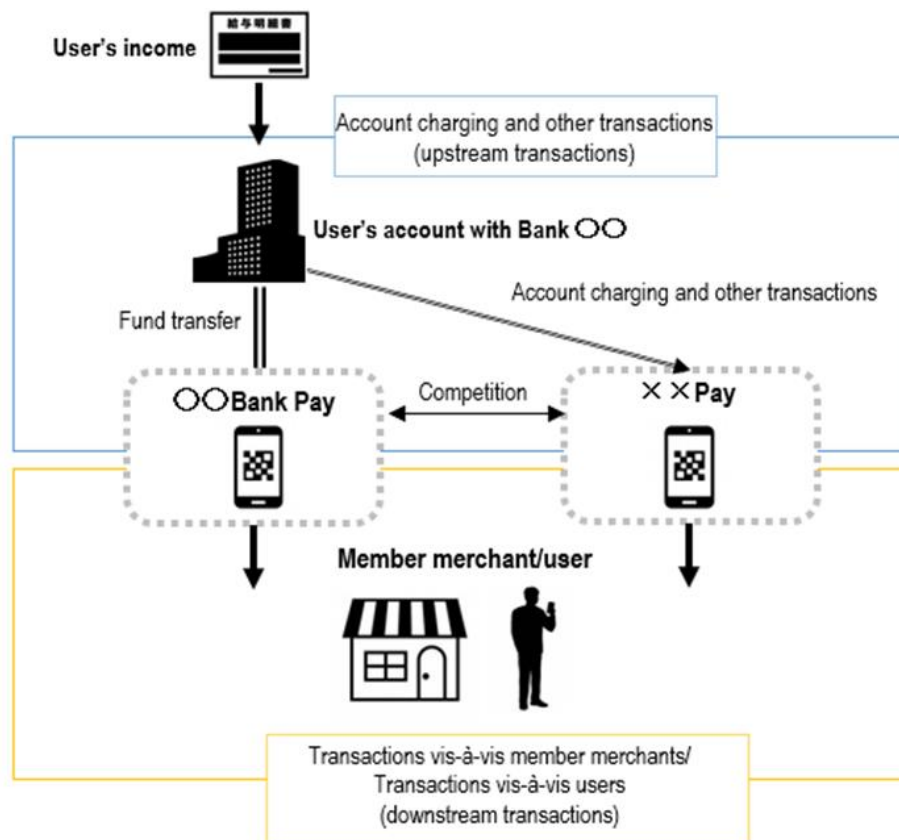 給与明細書
User's income
Account charging and other transactions
(upstream transactions)
User's account with Bank ○○
Account charging and other transactions
Fund transfer
○○Bank Pay
Competition
××Pay
Member merchant/user
Transactions vis-à-vis member merchants/
Transactions vis-à-vis users
(downstream transactions)